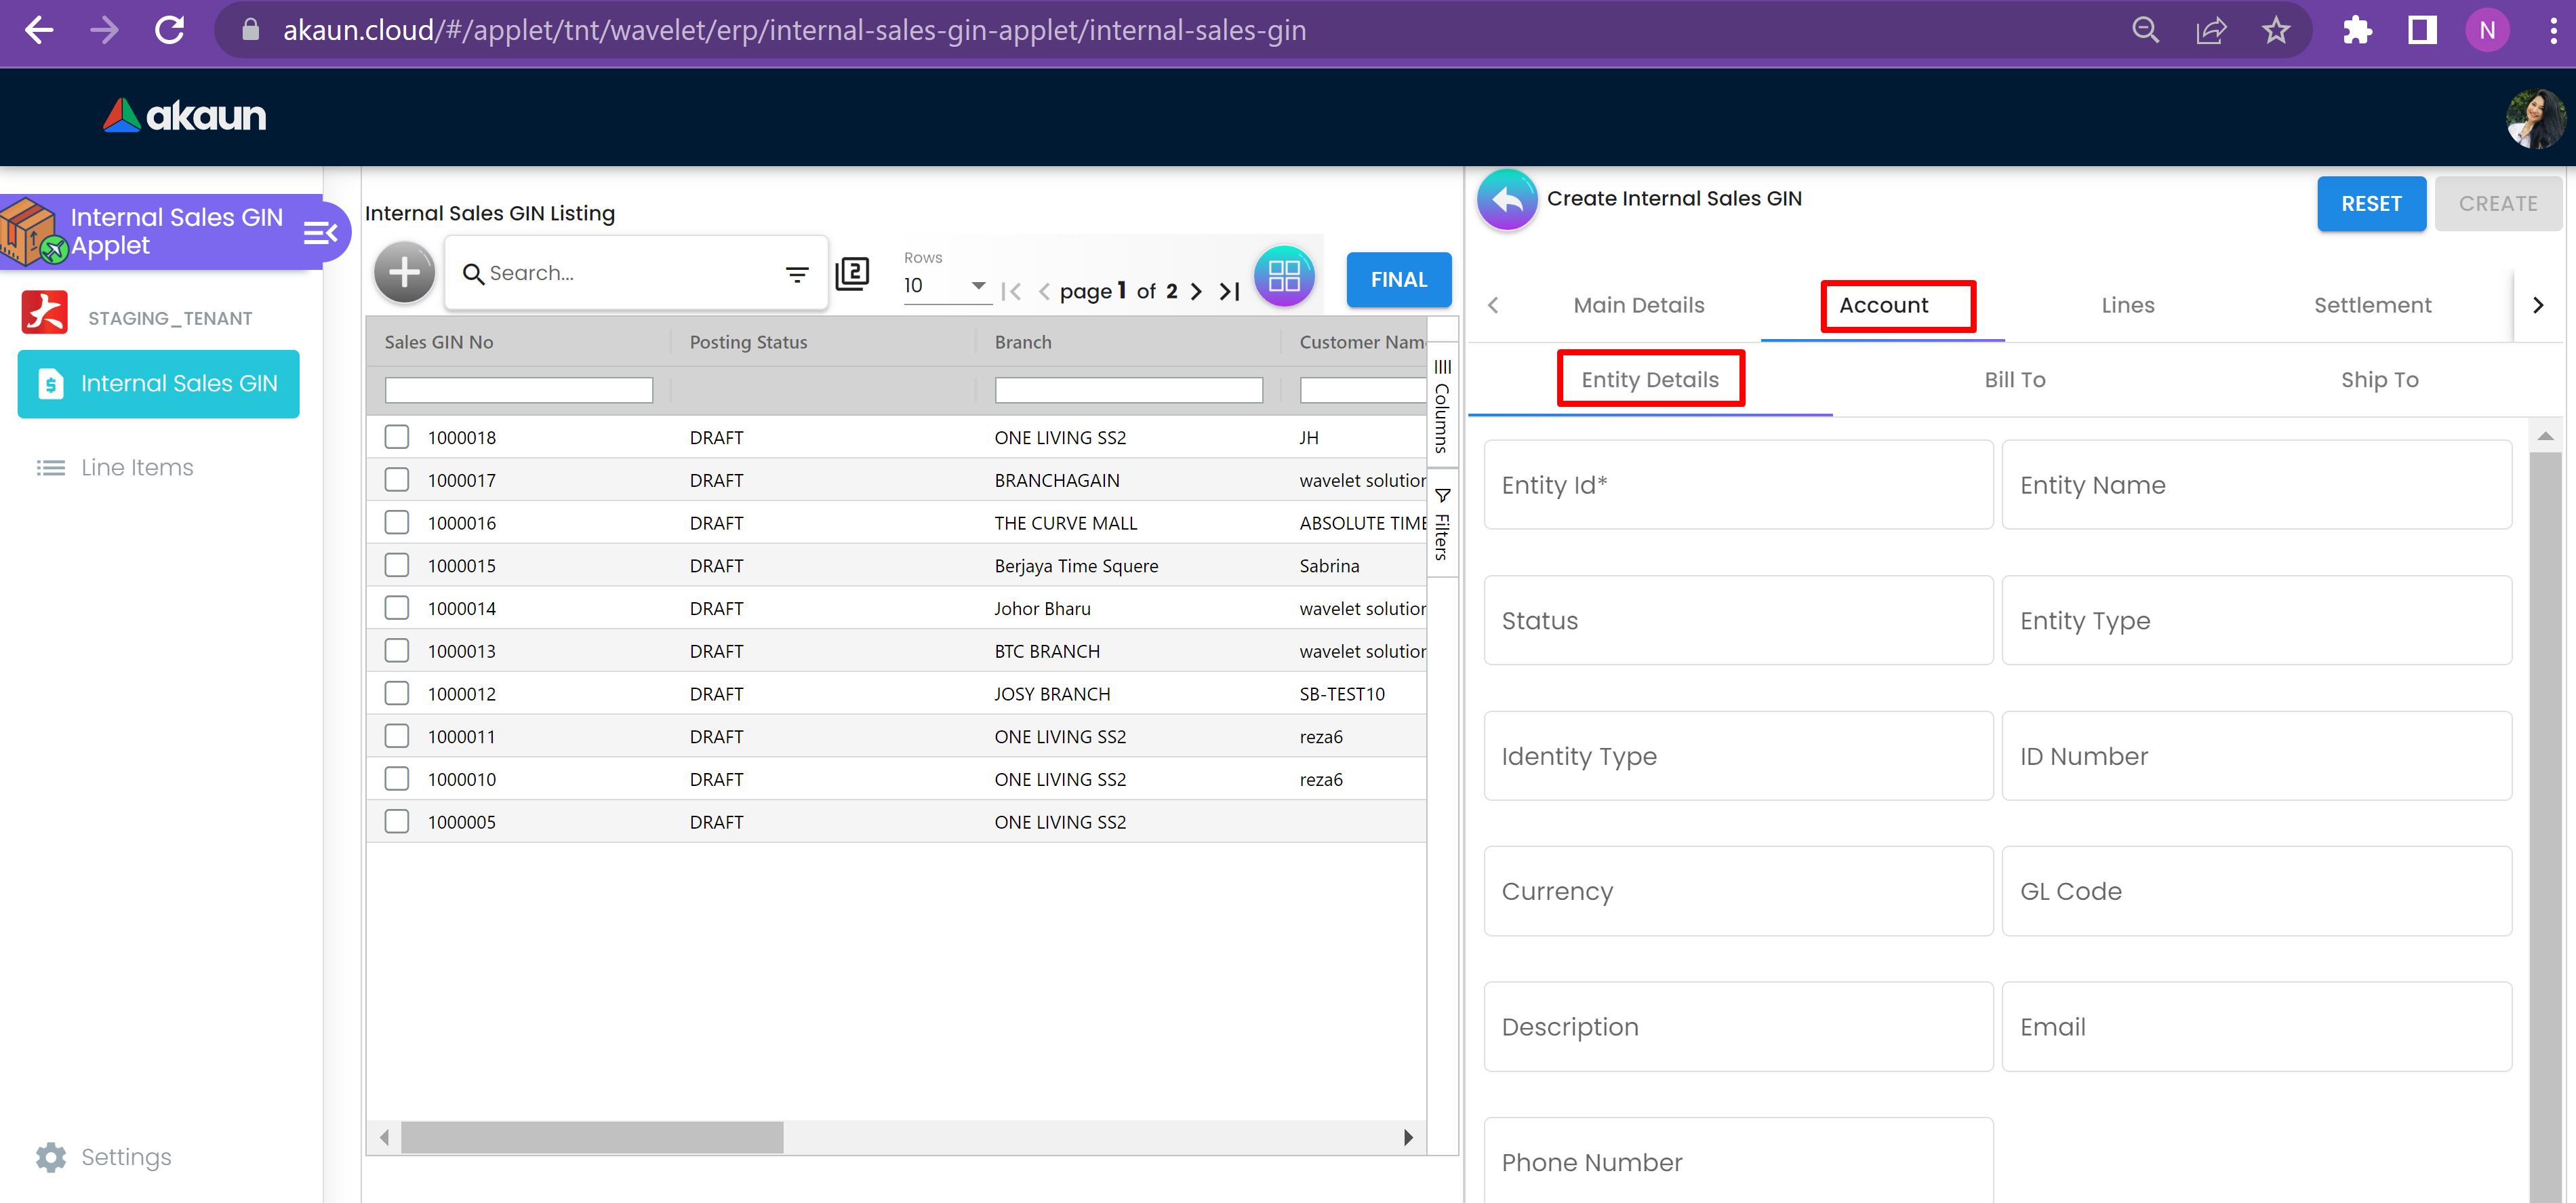 akaun.cloud/#/applet/tnt/wavelet/erp/internal-sales-gin-applet/internal-sales-gin
N
akaun
Internal Sales GIN
Applet
STAGING_TENANT
Internal Sales GIN
Line Items
Settings
Internal Sales GIN Listing
Search...
2
Rows
10
page 1 of 2
FINAL
Sales GIN No Posting Status Branch Customer Nam
1000018 DRAFT ONE LIVING SS2 JH
1000017 DRAFT BRANCHAGAIN wavelet solution
1000016 DRAFT THE CURVE MALL ABSOLUTE TIME
1000015 DRAFT Berjaya Time Squere Sabrina
1000014 DRAFT Johor Bharu wavelet solution
1000013 DRAFT BTC BRANCH wavelet solution
1000012 DRAFT JOSY BRANCH SB-TEST10
1000011 DRAFT ONE LIVING SS2 reza6
1000010 DRAFT ONE LIVING SS2 reza6
1000005 DRAFT ONE LIVING SS2
Columns
Filters
Create Internal Sales GIN
RESET CREATE
Main Details Account Lines Settlement
Entity Details Bill To Ship To
Entity Id* Entity Name
Status Entity Type
Identity Type ID Number
Currency GL Code
Description Email
Phone Number